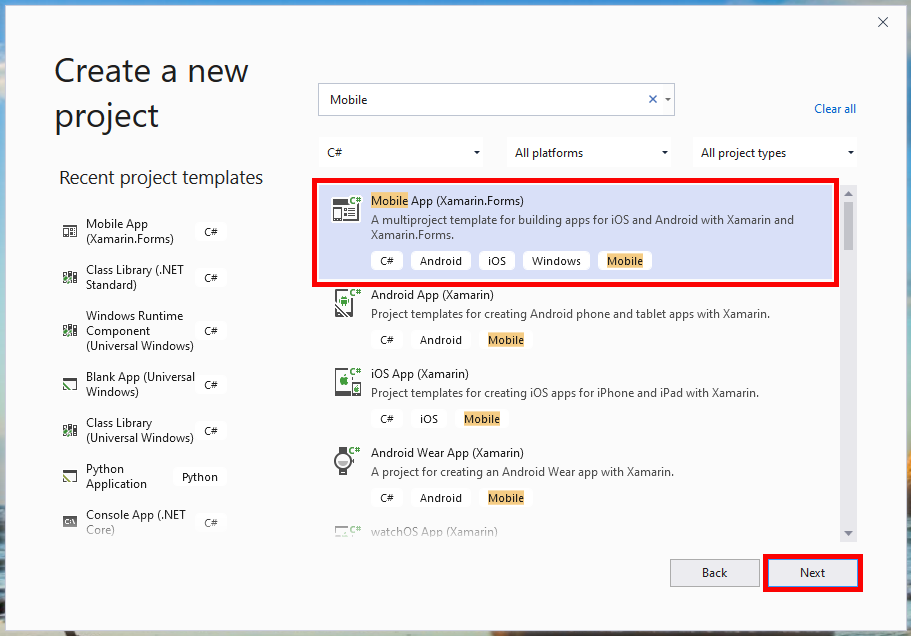 Create a new
project
Recent project templates
Mobile App
(Xamarin.Forms)
C#
Class Library (.NET
Standard)
C#
Windows Runtime
Component
(Universal Windows)
C#
Blank App (Universal
Windows)
C#
Class Library
(Universal Windows)
C#
Python
Application
Python
Console App (.NET
Core)
C#
Mobile
Clear all
C#
All platforms
All project types
C#
Mobile App (Xamarin.Forms)
A multiproject template for building apps for iOS and Android with Xamarin and
Xamarin.Forms.
C# Android iOS Windows Mobile
C#
Android App (Xamarin)
Project templates for creating Android phone and tablet apps with Xamarin.
C# Android Mobile
C#
iOS App (Xamarin)
Project templates for creating iOS apps for iPhone and iPad with Xamarin.
C# iOS Mobile
C#
Android Wear App (Xamarin)
A project for creating an Android Wear app with Xamarin.
C# Android Mobile
C#
watchOS App (Xamarin)
Back
Next